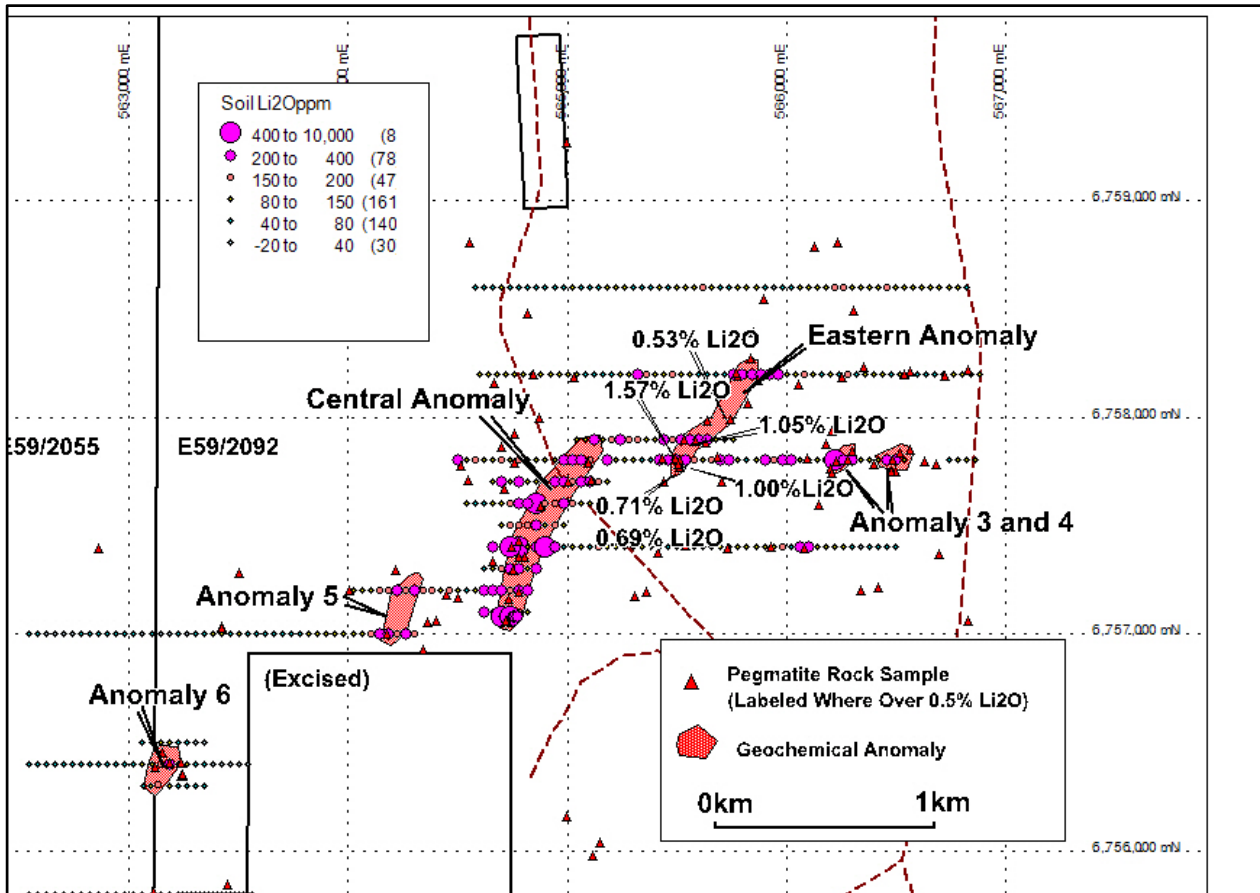 563,000 mE
565,000 mE
566,000 mE
567,000 mE
Soil Li2Oppm
400 to 10,000 (8
200 to 400 (78
150 to 200 (47
80 to 150 (161
40 to 80 (140
-20 to 40 (30
6,759,000 mN
0.53% Li2O
Eastern Anomaly
1.57% Li2O
Central Anomaly
1.05% Li2O
6,758,000 mN
E59/2055
E59/2092
1.00%Li2O
0.71% Li2O
Anomaly 3 and 4
0.69% Li2O
Anomaly 5
6,757,000 mN
(Excised)
Pegmatite Rock Sample
(Labeled Where Over 0.5% Li2O)
Anomaly 6
Geochemical Anomaly
0km 1km
6,756,000 mN